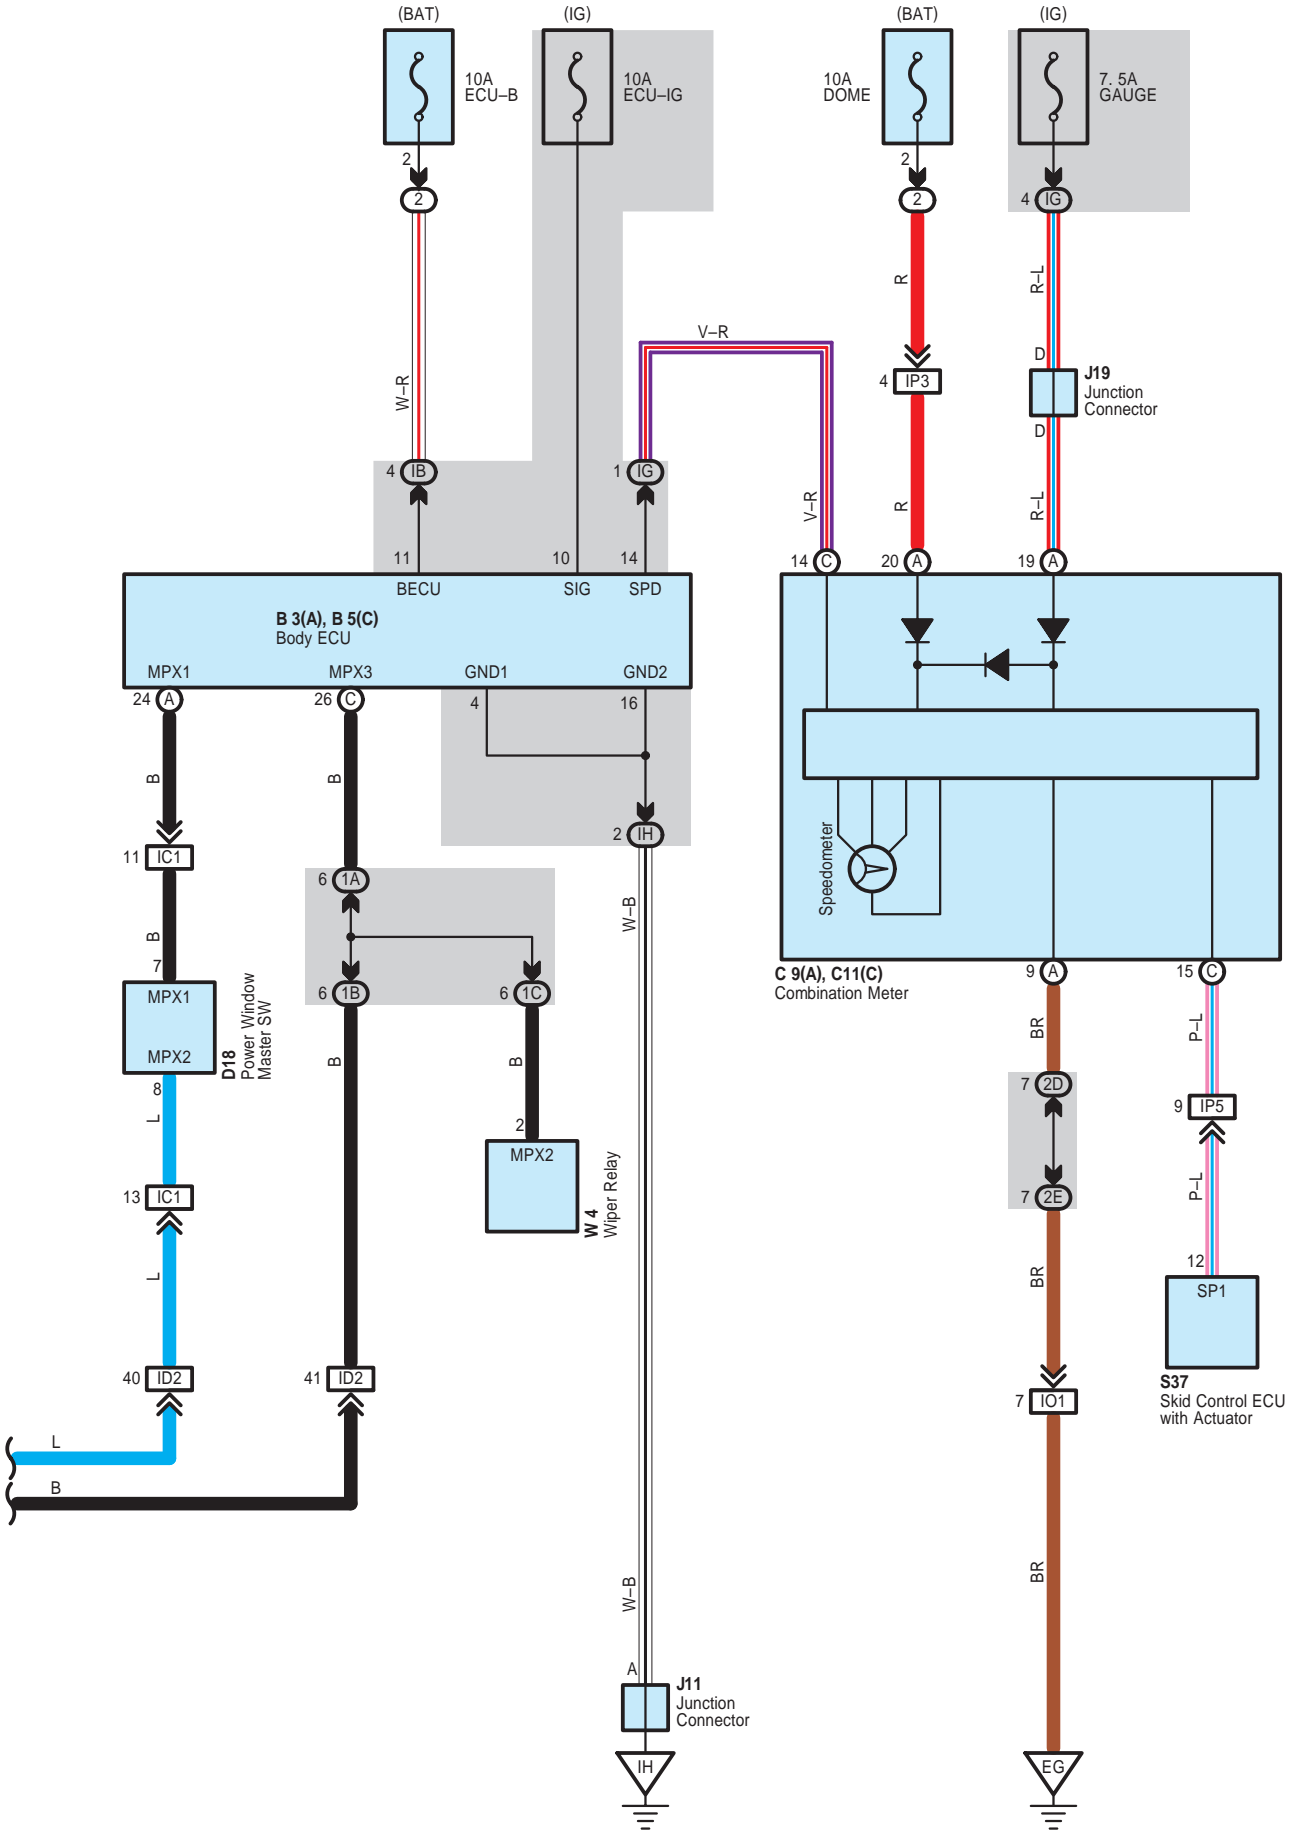 (BAT)
(IG)
(BAT)
(IG)
10A
ECU–B
10A
ECU–IG
10A
DOME
7. 5A
GAUGE
2
2
2
2
4 IG
W–R
R
R–L
V–R
4 IP3
D
D
J19
Junction
Connector
4 IB
1 IG
V–R
R
R–L
11
10
14
14 C
20 A
19 A
BECU
SIG
SPD
B 3(A), B 5(C)
Body ECU
MPX1
MPX3
GND1
GND2
24 A
26 C
4
16
B
B
2 IH
11 IC1
6 1A
Speedometer
W–B
B
7
6 1B
6 1C
C 9(A), C11(C)
Combination Meter
9 A
15 C
MPX1
MPX2
D18
Power Window
Master SW
8
B
B
BR
P–L
7 2D
9 IP5
L
2
MPX2
W 4
Wiper Relay
13 IC1
7 2E
P–L
L
BR
12
SP1
40 ID2
41 ID2
7 IO1
S37
Skid Control ECU
with Actuator
L
B
BR
W–B
A
J11
Junction
Connector
IH
EG